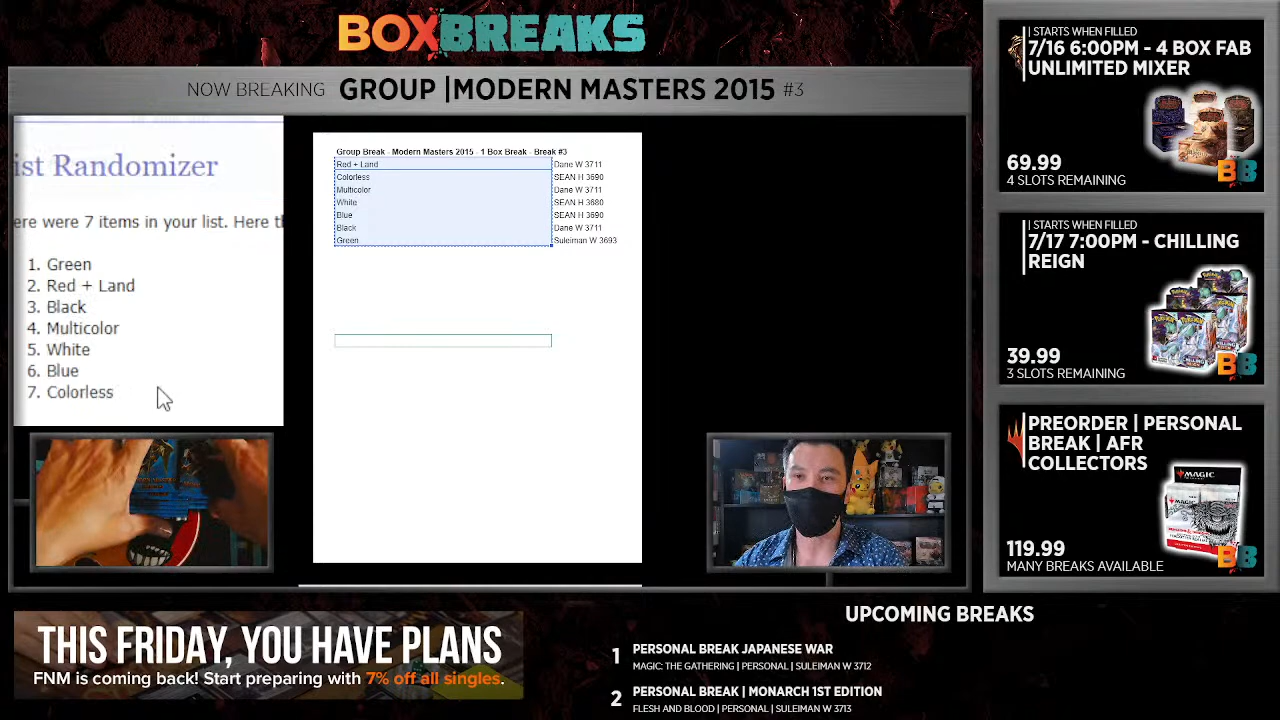 BOXBREAKS
NOW BREAKING GROUP |MODERN MASTERS 2015 #3
ist Randomizer
ere were 7 items in your list. Here th
1. Green
2. Red + Land
3. Black
4. Multicolor
5. White
6. Blue
7. Colorless
Group Break - Modern Masters 2015 - 1 Box Break - Break #3
Red + Land Dane W 3711
Colorless SEAN H 3690
Multicolor Dane W 3711
White SEAN H 3680
Blue SEAN H 3690
Black Dane W 3711
Green Suleiman W 3693
| STARTS WHEN FILLED
7/16 6:00PM - 4 BOX FAB
UNLIMITED MIXER
69.99
4 SLOTS REMAINING
BB
| STARTS WHEN FILLED
7/17 7:00PM - CHILLING
REIGN
39.99
3 SLOTS REMAINING
BB
PREORDER | PERSONAL
BREAK | AFR
COLLECTORS
MAGIC
119.99
MANY BREAKS AVAILABLE
BB
THIS FRIDAY, YOU HAVE PLANS
FNM is coming back! Start preparing with 7% off all singles.
UPCOMING BREAKS
1 PERSONAL BREAK JAPANESE WAR
MAGIC: THE GATHERING | PERSONAL | SULEIMAN W 3712
2 PERSONAL BREAK | MONARCH 1ST EDITION
FLESH AND BLOOD | PERSONAL | SULEIMAN W 3713